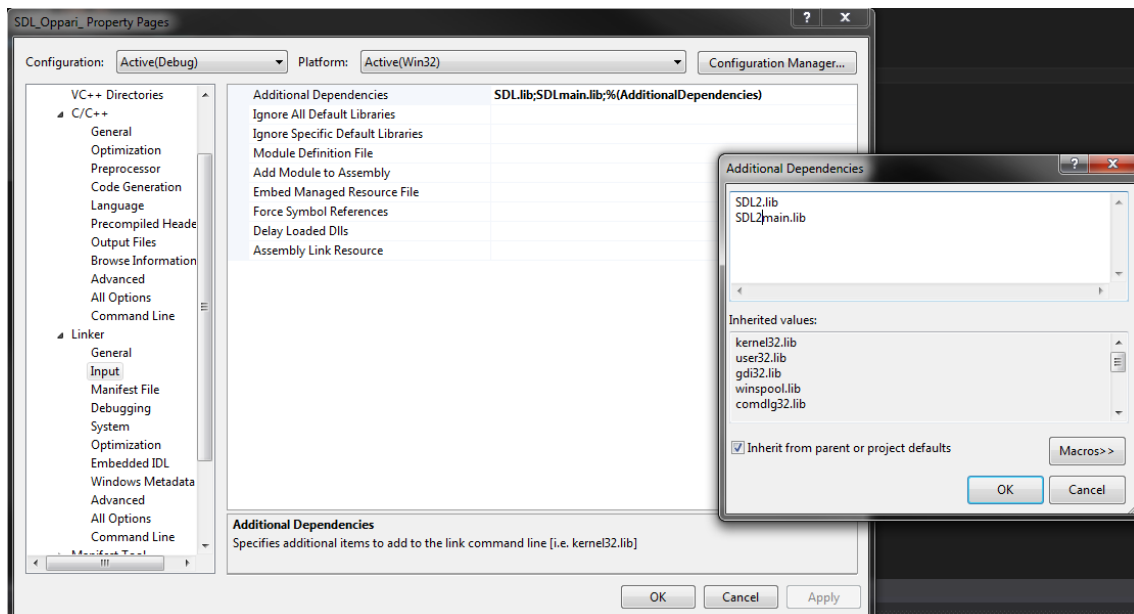 SDL_Oppari_ Property Pages
Configuration: Active(Debug) Platform: Active(Win32) Configuration Manager...
VC++ Directories
C/C++
General
Optimization
Preprocessor
Code Generation
Language
Precompiled Heade
Output Files
Browse Information
Advanced
All Options
Command Line
Linker
General
Input
Manifest File
Debugging
System
Optimization
Embedded IDL
Windows Metadata
Advanced
All Options
Command Line
Manifest Tool
Additional Dependencies SDL.lib;SDLmain.lib;%(AdditionalDependencies)
Ignore All Default Libraries
Ignore Specific Default Libraries
Module Definition File
Add Module to Assembly
Embed Managed Resource File
Force Symbol References
Delay Loaded Dlls
Assembly Link Resource
Additional Dependencies
Specifies additional items to add to the link command line [i.e. kernel32.lib]
OK Cancel Apply
Additional Dependencies
SDL2.lib
SDL2main.lib
Inherited values:
kernel32.lib
user32.lib
gdi32.lib
winspool.lib
comdlg32.lib
Inherit from parent or project defaults
Macros>>
OK Cancel